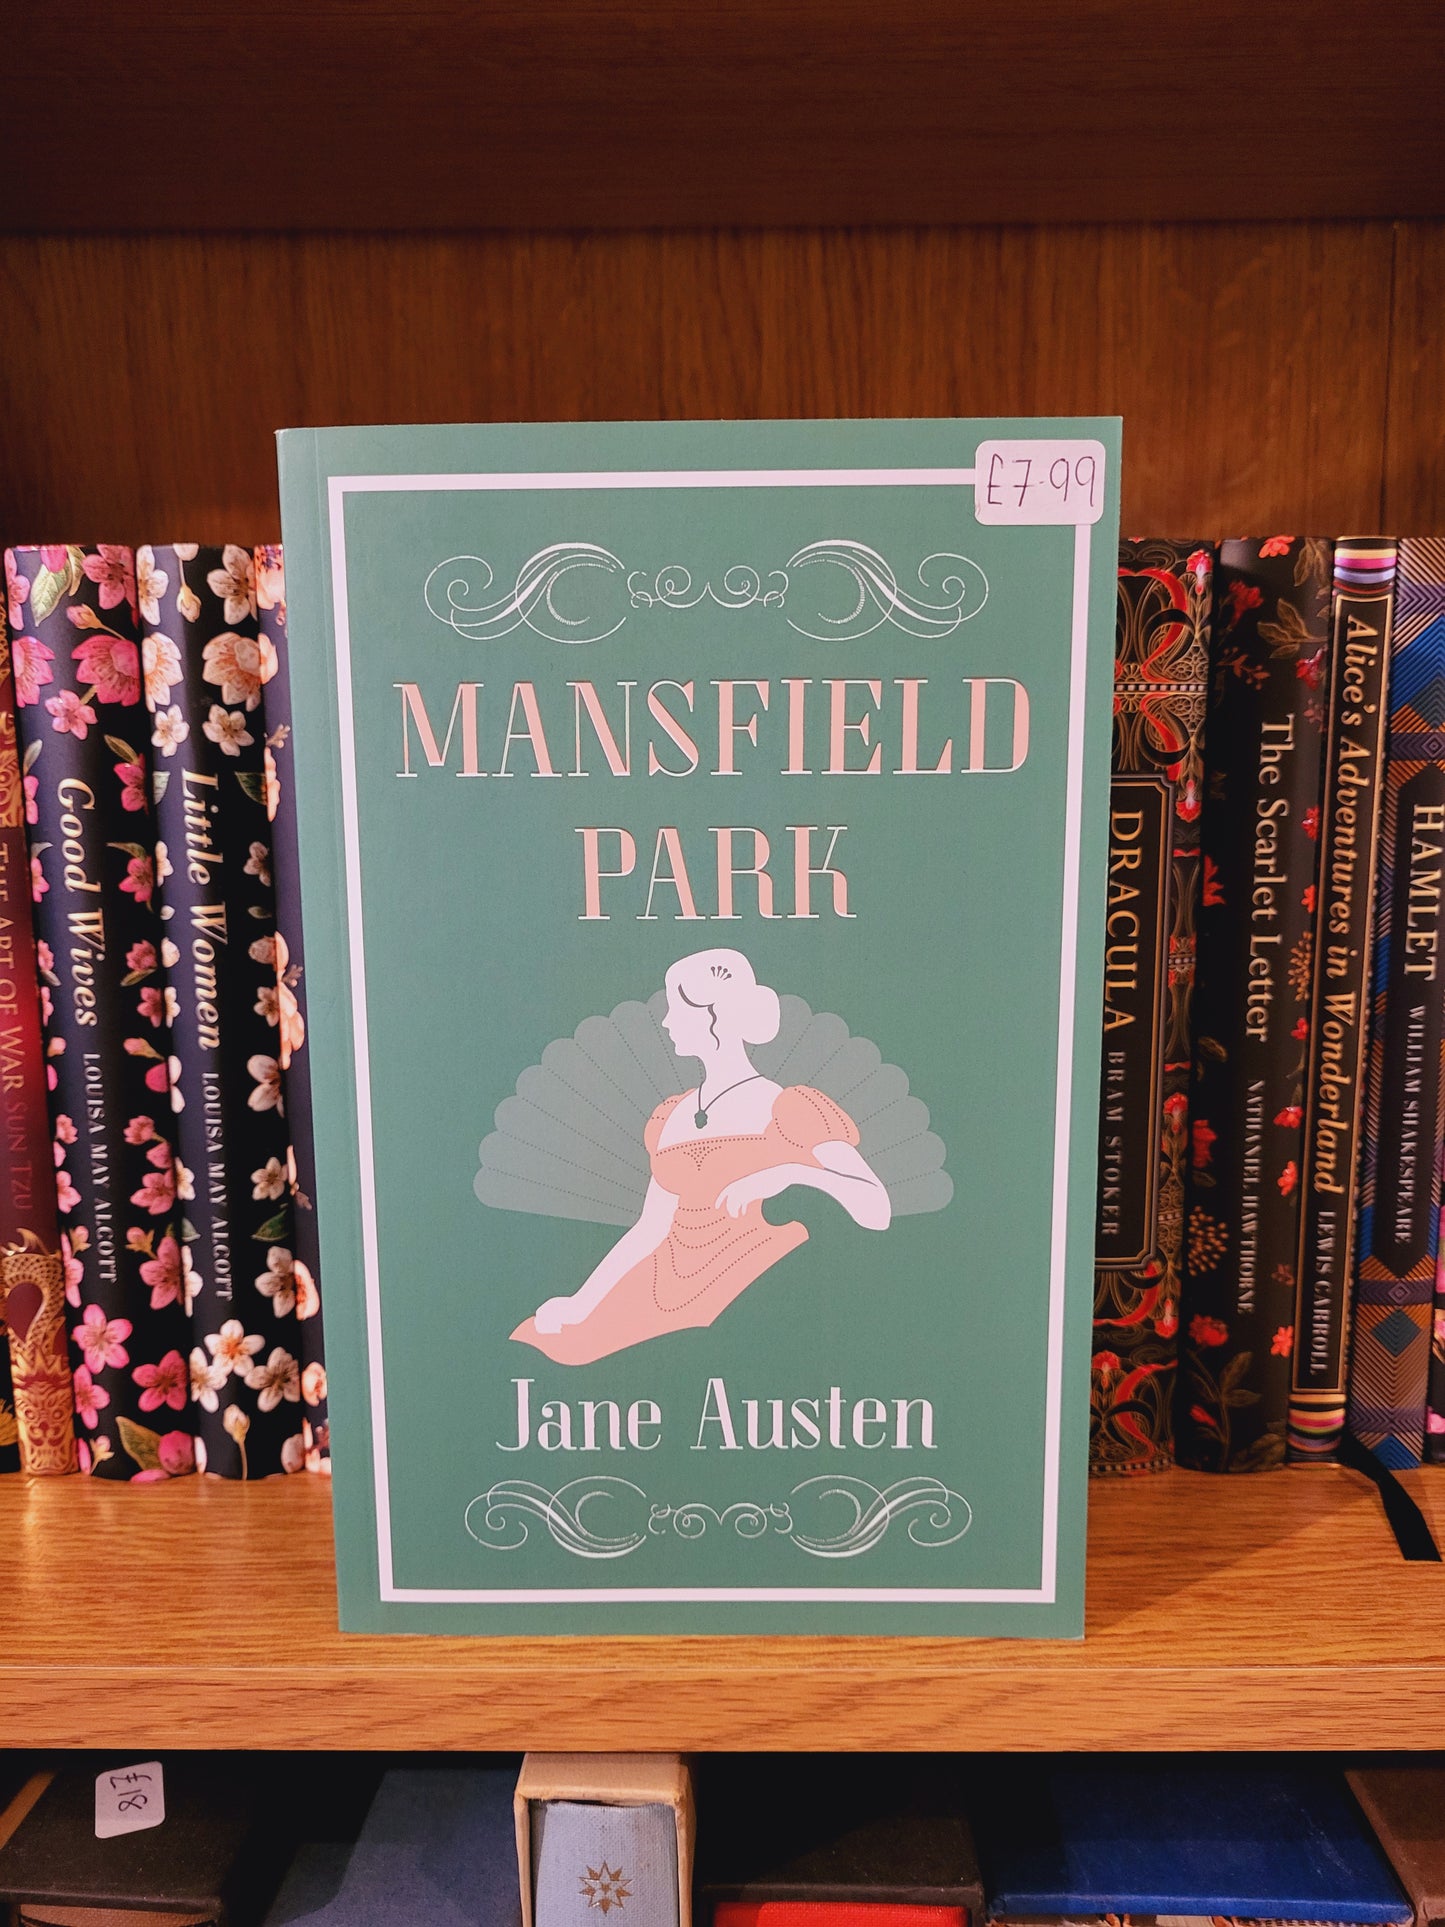 £7.99
MANSFIELD
PARK
Jane Austen
THE ART OF WAR SUN TZU
Good Wives LOUISA MAY ALCOTT
Little Women LOUISA MAY ALCOTT
DRACULA BRAM STOKER
The Scarlet Letter NATHANIEL HAWTHORNE
Alice's Adventures in Wonderland LEWIS CARROLL
HAMLET WILLIAM SHAKESPEARE
£18